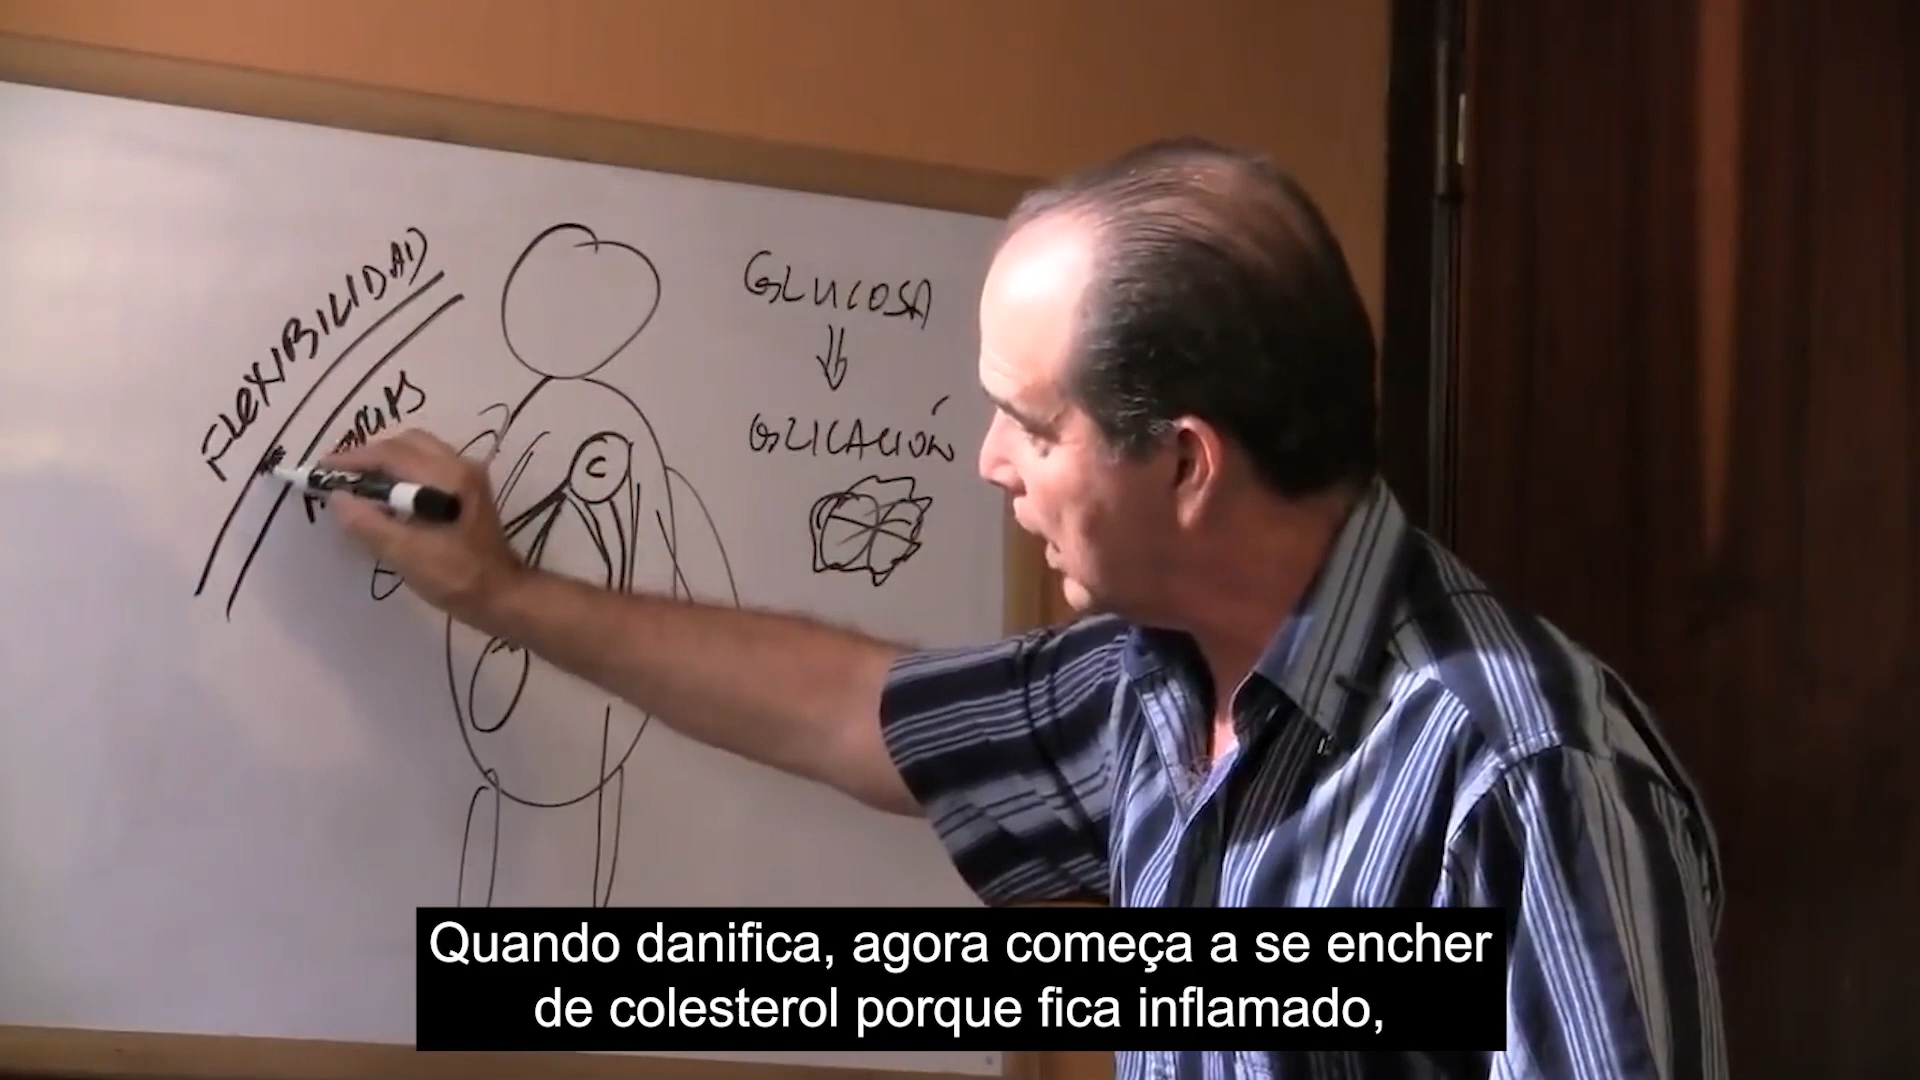 FLEXIBILIDAD
GLUCOSA
GLICACIÓN
C
Quando danifica, agora começa a se encher
de colesterol porque fica inflamado,